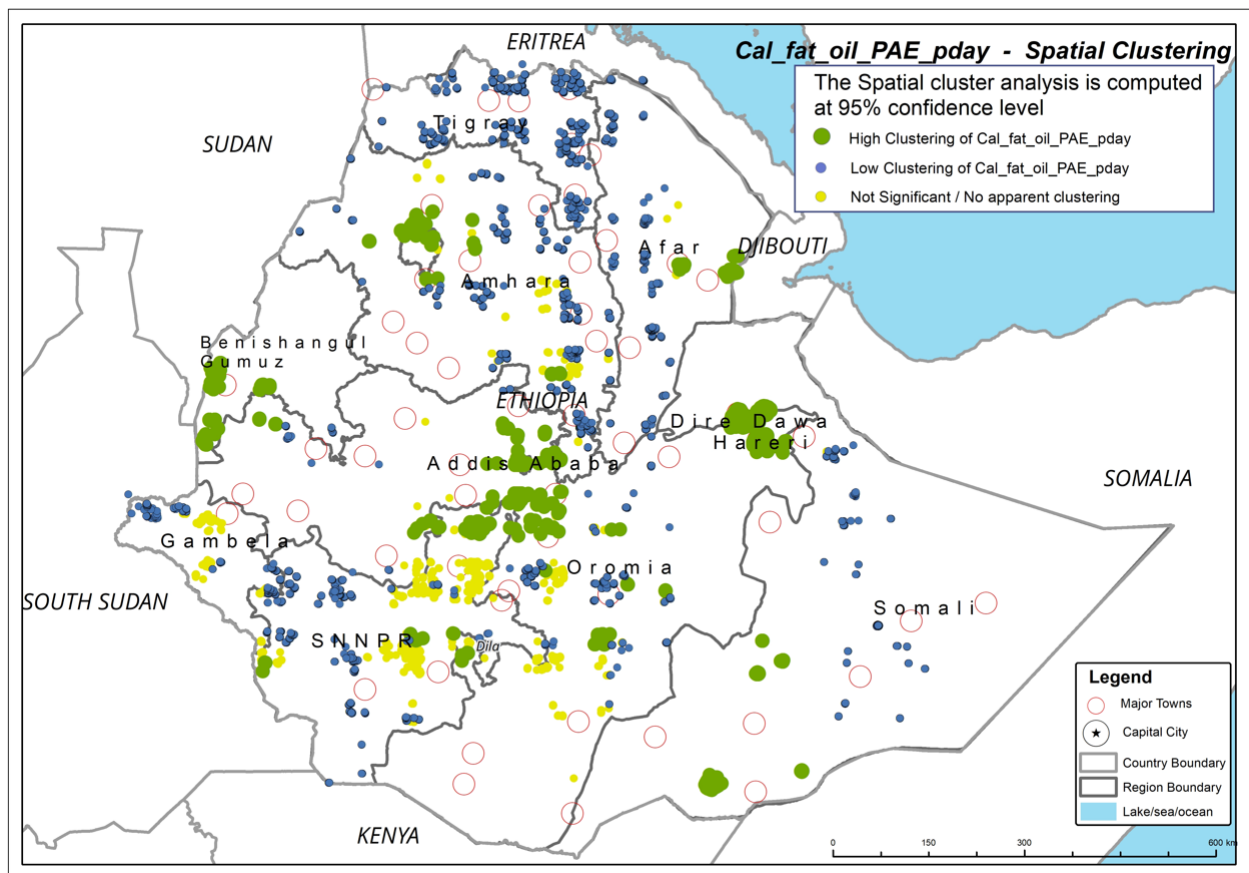 ERITREA
Cal_fat_oil_PAE_pday - Spatial Clustering
The Spatial cluster analysis is computed
at 95% confidence level
High Clustering of Cal_fat_oil_PAE_pday
Low Clustering of Cal_fat_oil_PAE_pday
Not Significant / No apparent clustering
Tigray
SUDAN
Afar
DJIBOUTI
Amhara
Benishangul
Gumuz
ETHIOPIA
Dire Dawa
Hareri
Addis Ababa
SOMALIA
Gambela
Oromia
SOUTH SUDAN
Somali
SNNPR
Dila
Legend
Major Towns
Capital City
Country Boundary
Region Boundary
Lake/sea/ocean
KENYA
0 150 300 600 km